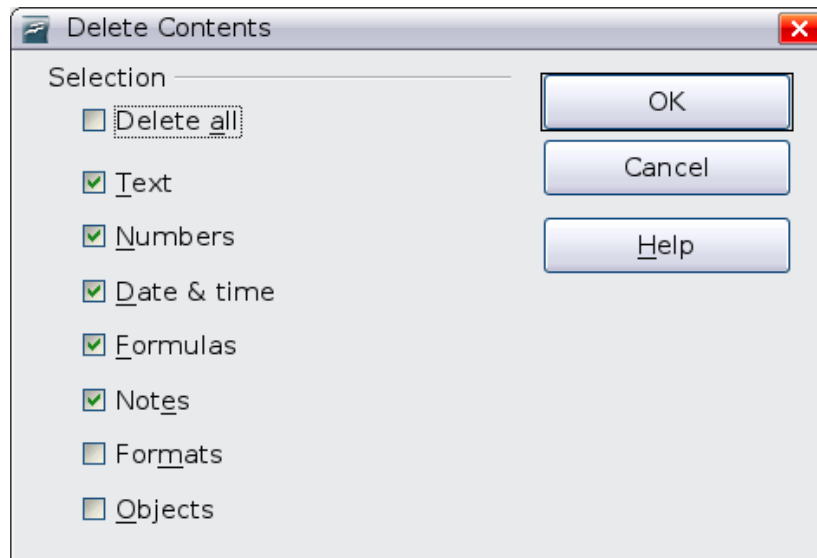 Delete Contents
Selection
Delete all
Text
Numbers
Date & time
Formulas
Notes
Formats
Objects
OK
Cancel
Help